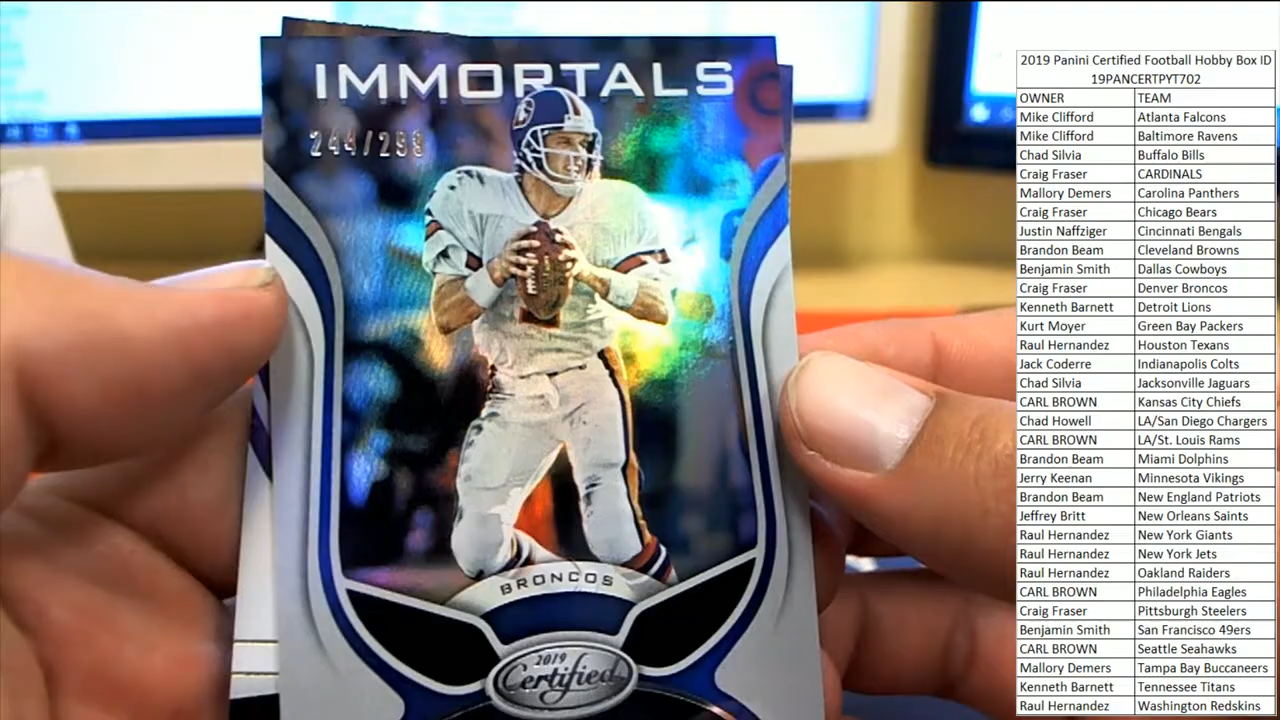 IMMORTALS
244/299
BRONCOS
2019
Certified
2019 Panini Certified Football Hobby Box ID
19PANCERTPYT702
OWNER TEAM
Mike Clifford Atlanta Falcons
Mike Clifford Baltimore Ravens
Chad Silvia Buffalo Bills
Craig Fraser CARDINALS
Mallory Demers Carolina Panthers
Craig Fraser Chicago Bears
Justin Naffziger Cincinnati Bengals
Brandon Beam Cleveland Browns
Benjamin Smith Dallas Cowboys
Craig Fraser Denver Broncos
Kenneth Barnett Detroit Lions
Kurt Moyer Green Bay Packers
Raul Hernandez Houston Texans
Jack Coderre Indianapolis Colts
Chad Silvia Jacksonville Jaguars
CARL BROWN Kansas City Chiefs
Chad Howell LA/San Diego Chargers
CARL BROWN LA/St. Louis Rams
Brandon Beam Miami Dolphins
Jerry Keenan Minnesota Vikings
Brandon Beam New England Patriots
Jeffrey Britt New Orleans Saints
Raul Hernandez New York Giants
Raul Hernandez New York Jets
Raul Hernandez Oakland Raiders
CARL BROWN Philadelphia Eagles
Craig Fraser Pittsburgh Steelers
Benjamin Smith San Francisco 49ers
CARL BROWN Seattle Seahawks
Mallory Demers Tampa Bay Buccaneers
Kenneth Barnett Tennessee Titans
Raul Hernandez Washington Redskins